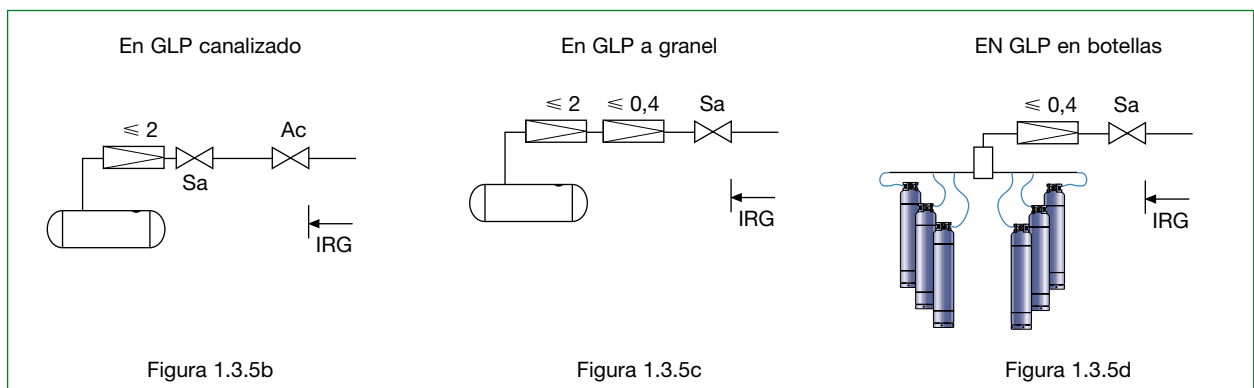 En GLP canalizado
≤ 2
Ac
Sa
IRG
Figura 1.3.5b
En GLP a granel
≤ 2 ≤ 0,4 Sa
IRG
Figura 1.3.5c
EN GLP en botellas
≤ 0,4 Sa
IRG
Figura 1.3.5d